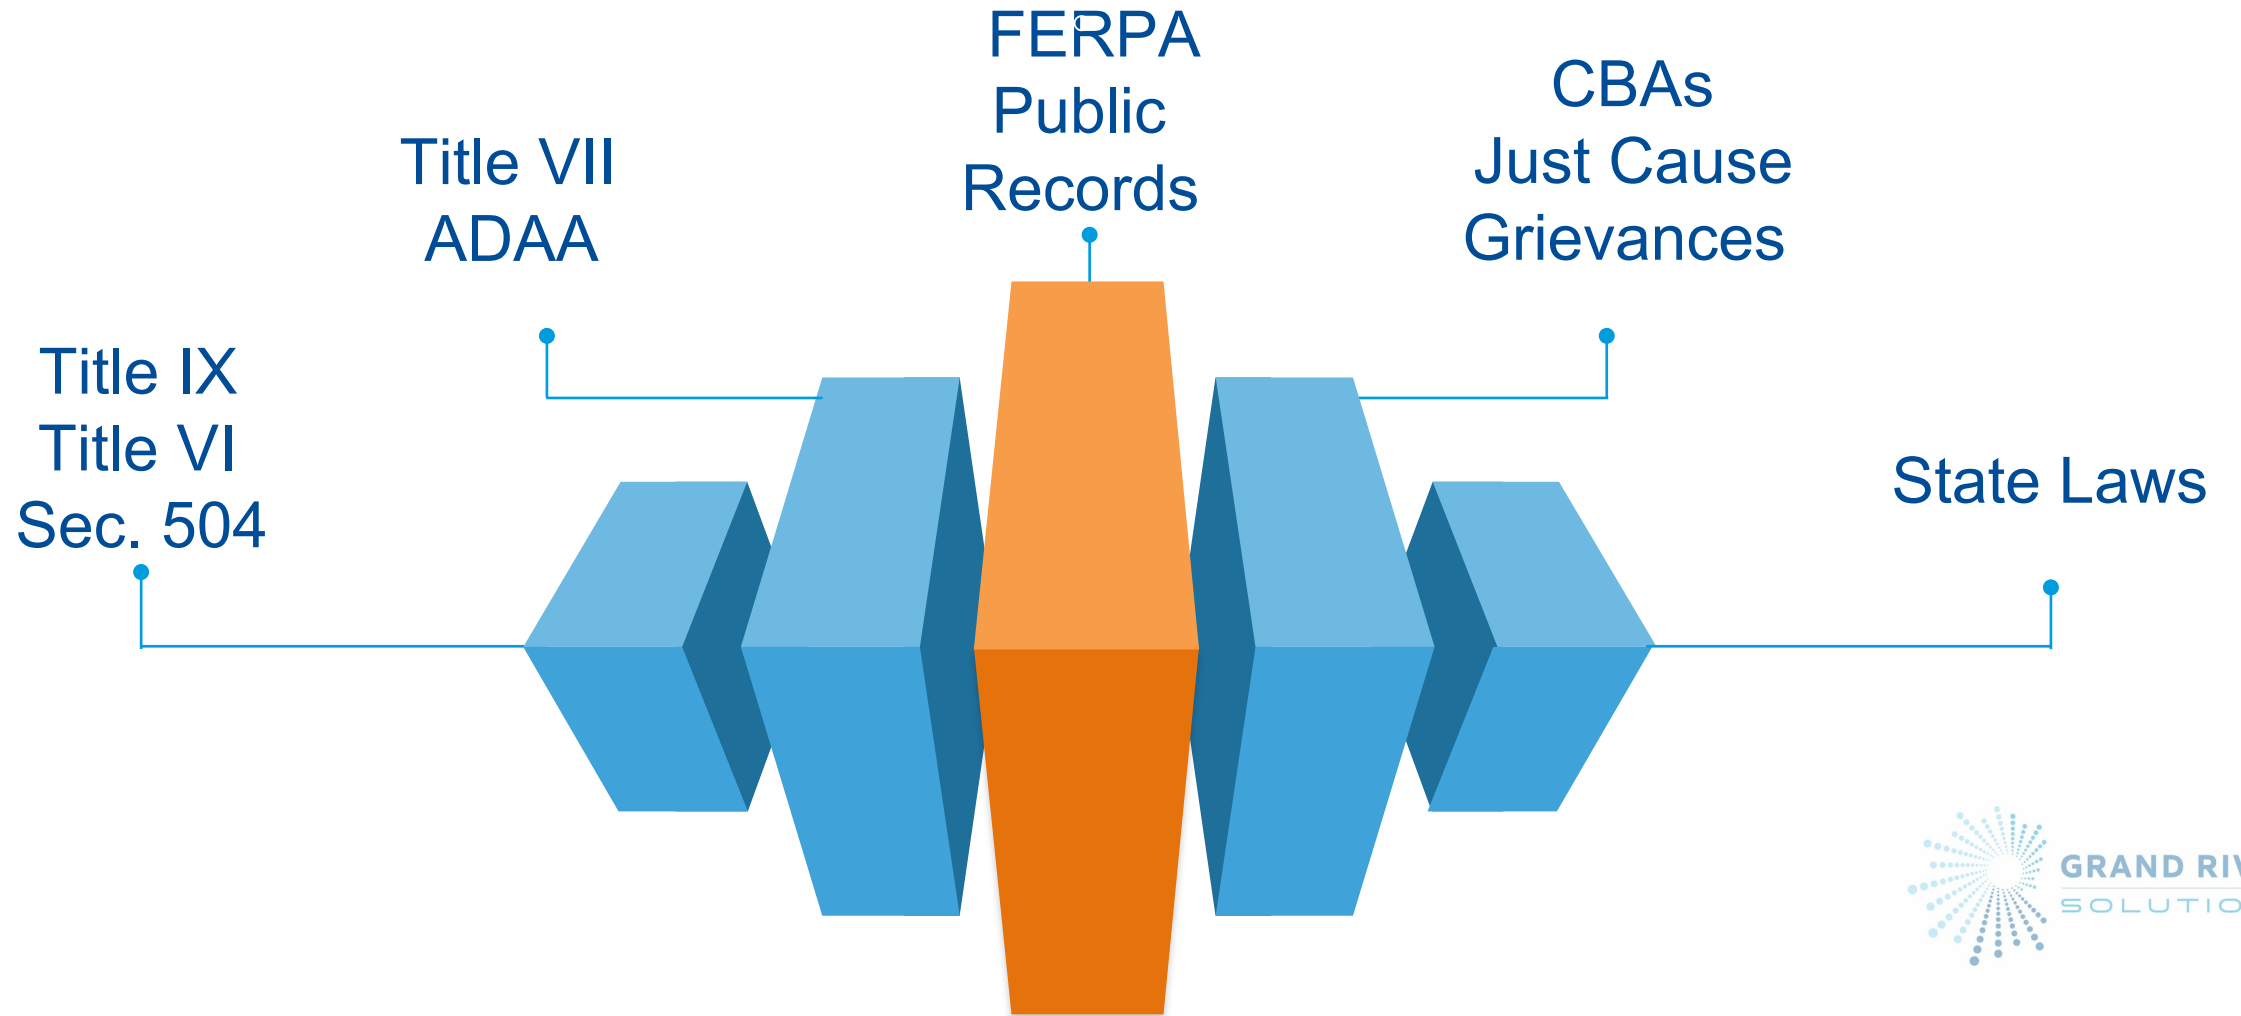 FERPA
Public
Records
CBAs
Just Cause
Grievances
Title VII
ADAA
Title IX
Title VI
Sec. 504
State Laws
GRAND RIV
SOLUTIO